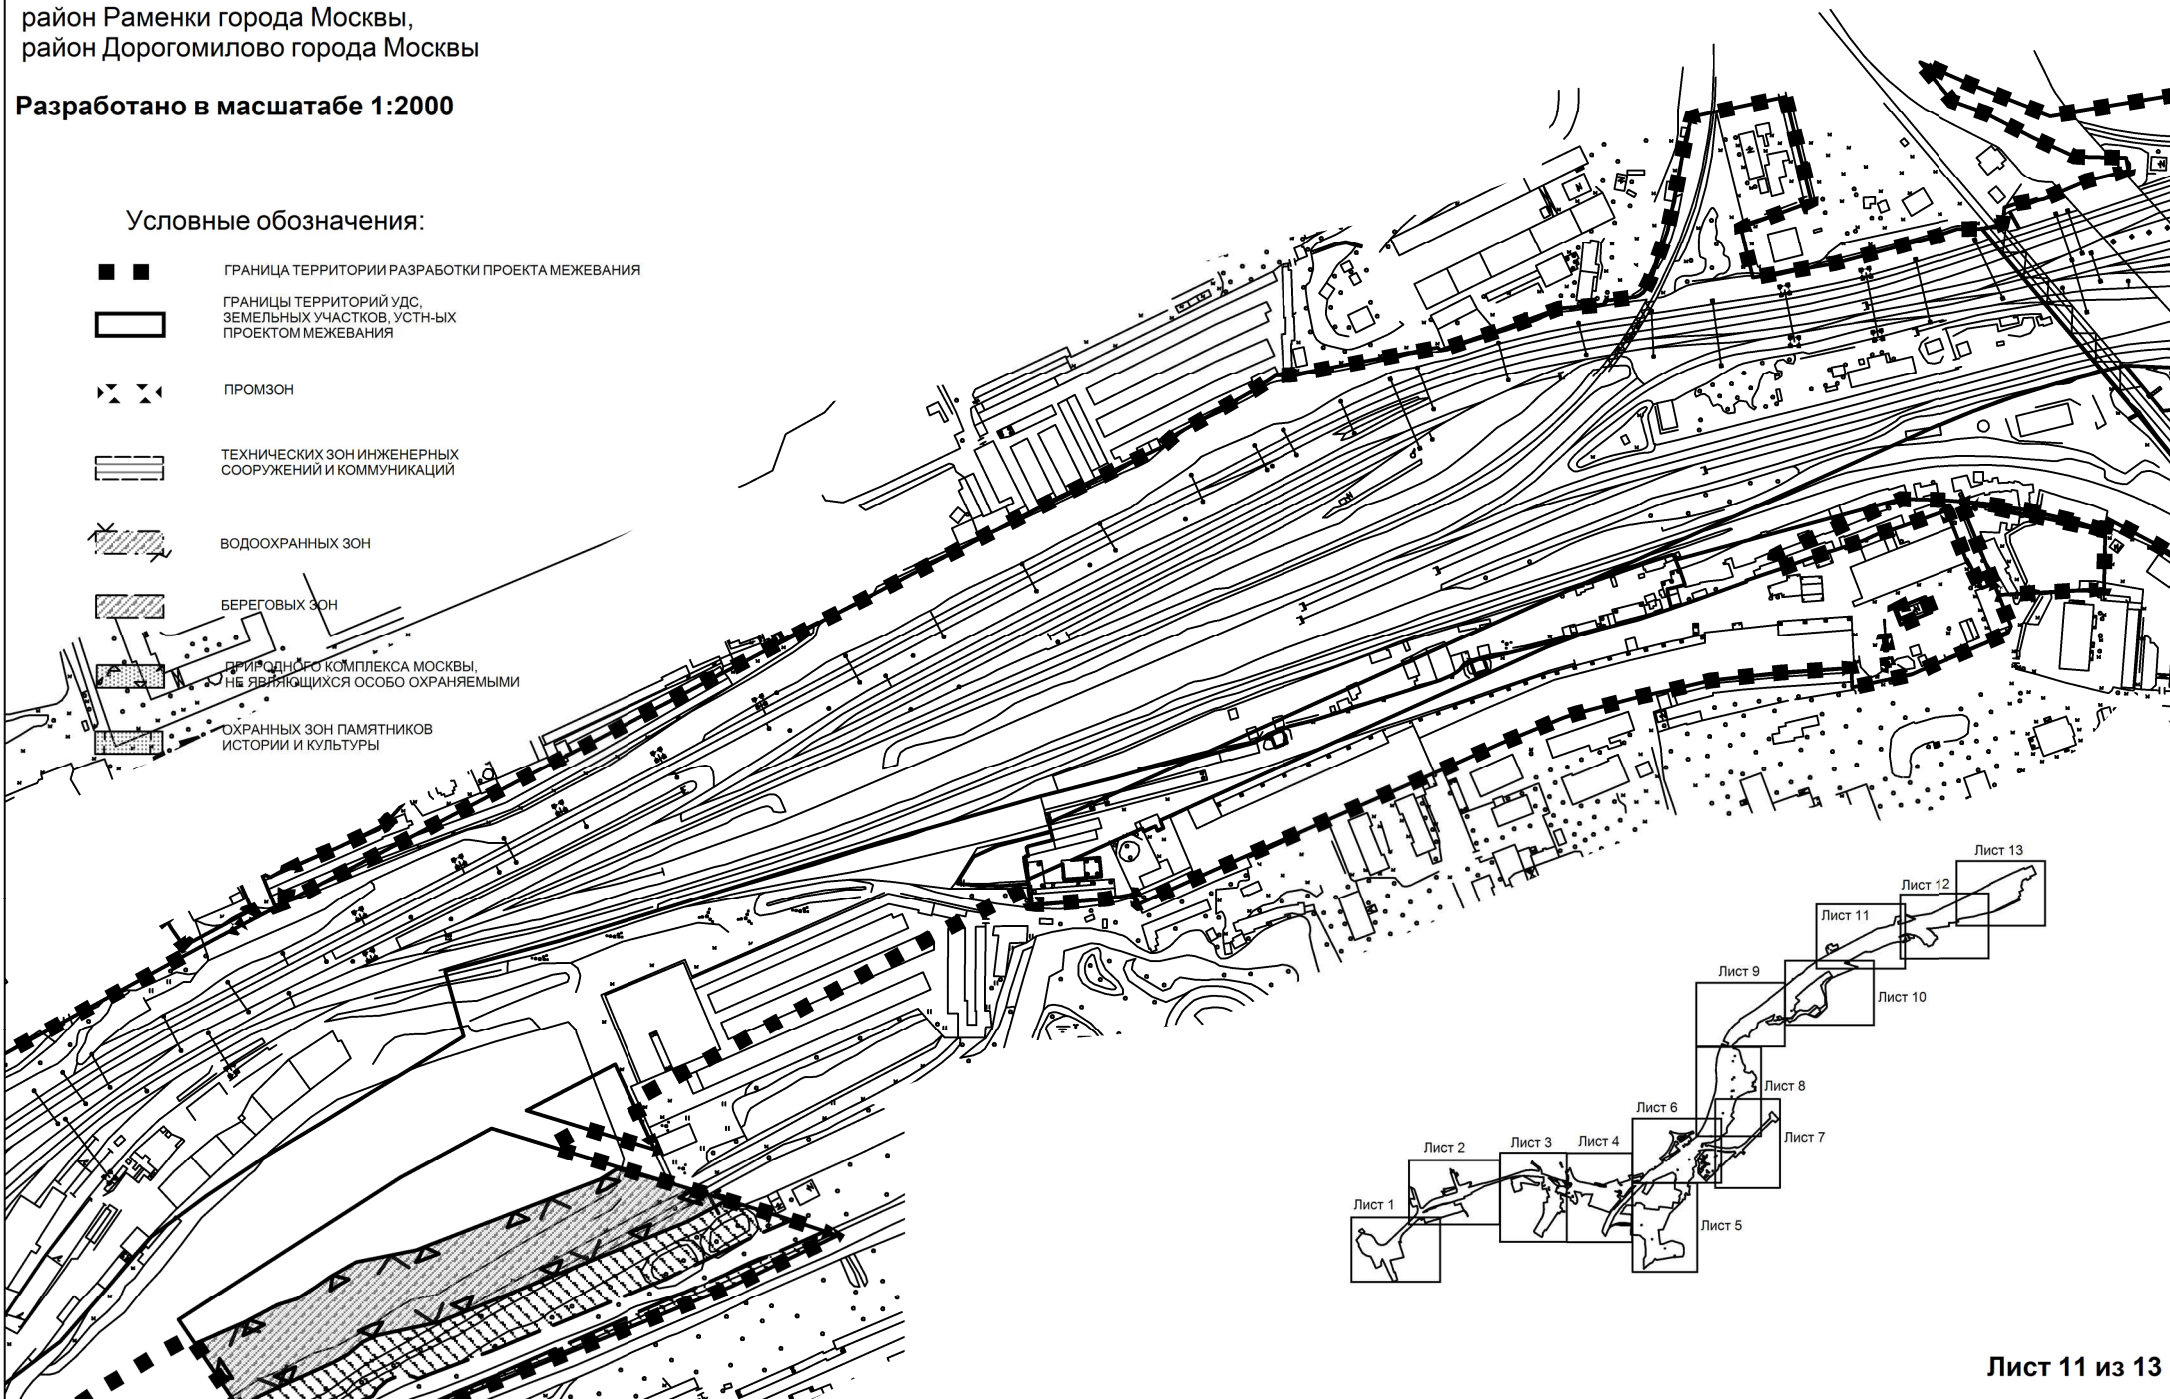 район Раменки города Москвы,
район Дорогомилово города Москвы
Разработано в масшатабе 1:2000
Условные обозначения:
ГРАНИЦА ТЕРРИТОРИИ РАЗРАБОТКИ ПРОЕКТА МЕЖЕВАНИЯ
ГРАНИЦЫ ТЕРРИТОРИЙ УДС,
ЗЕМЕЛЬНЫХ УЧАСТКОВ, УСТН-ЫХ
ПРОЕКТОМ МЕЖЕВАНИЯ
ПРОМЗОН
ТЕХНИЧЕСКИХ ЗОН ИНЖЕНЕРНЫХ
СООРУЖЕНИЙ И КОММУНИКАЦИЙ
ВОДООХРАННЫХ ЗОН
БЕРЕГОВЫХ ЗОН
ПРИРОДНОГО КОМПЛЕКСА МОСКВЫ,
НЕ ЯВЛЯЮЩИХСЯ ОСОБО ОХРАНЯЕМЫМИ
ОХРАННЫХ ЗОН ПАМЯТНИКОВ
ИСТОРИИ И КУЛЬТУРЫ
Лист 13
Лист 12
Лист 11
Лист 9
Лист 10
Лист 8
Лист 6
Лист 7
Лист 2
Лист 3
Лист 4
Лист 1
Лист 5
Лист 11 из 13